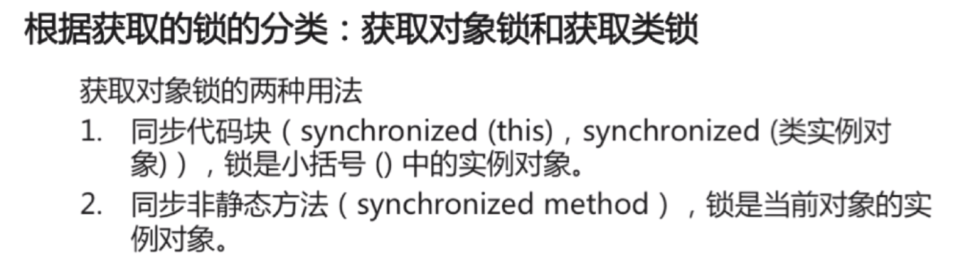 根据获取的锁的分类：获取对象锁和获取类锁
获取对象锁的两种用法
1. 同步代码块（synchronized (this)，synchronized (类实例对
象)），锁是小括号 () 中的实例对象。
2. 同步非静态方法（synchronized method），锁是当前对象的实
例对象。